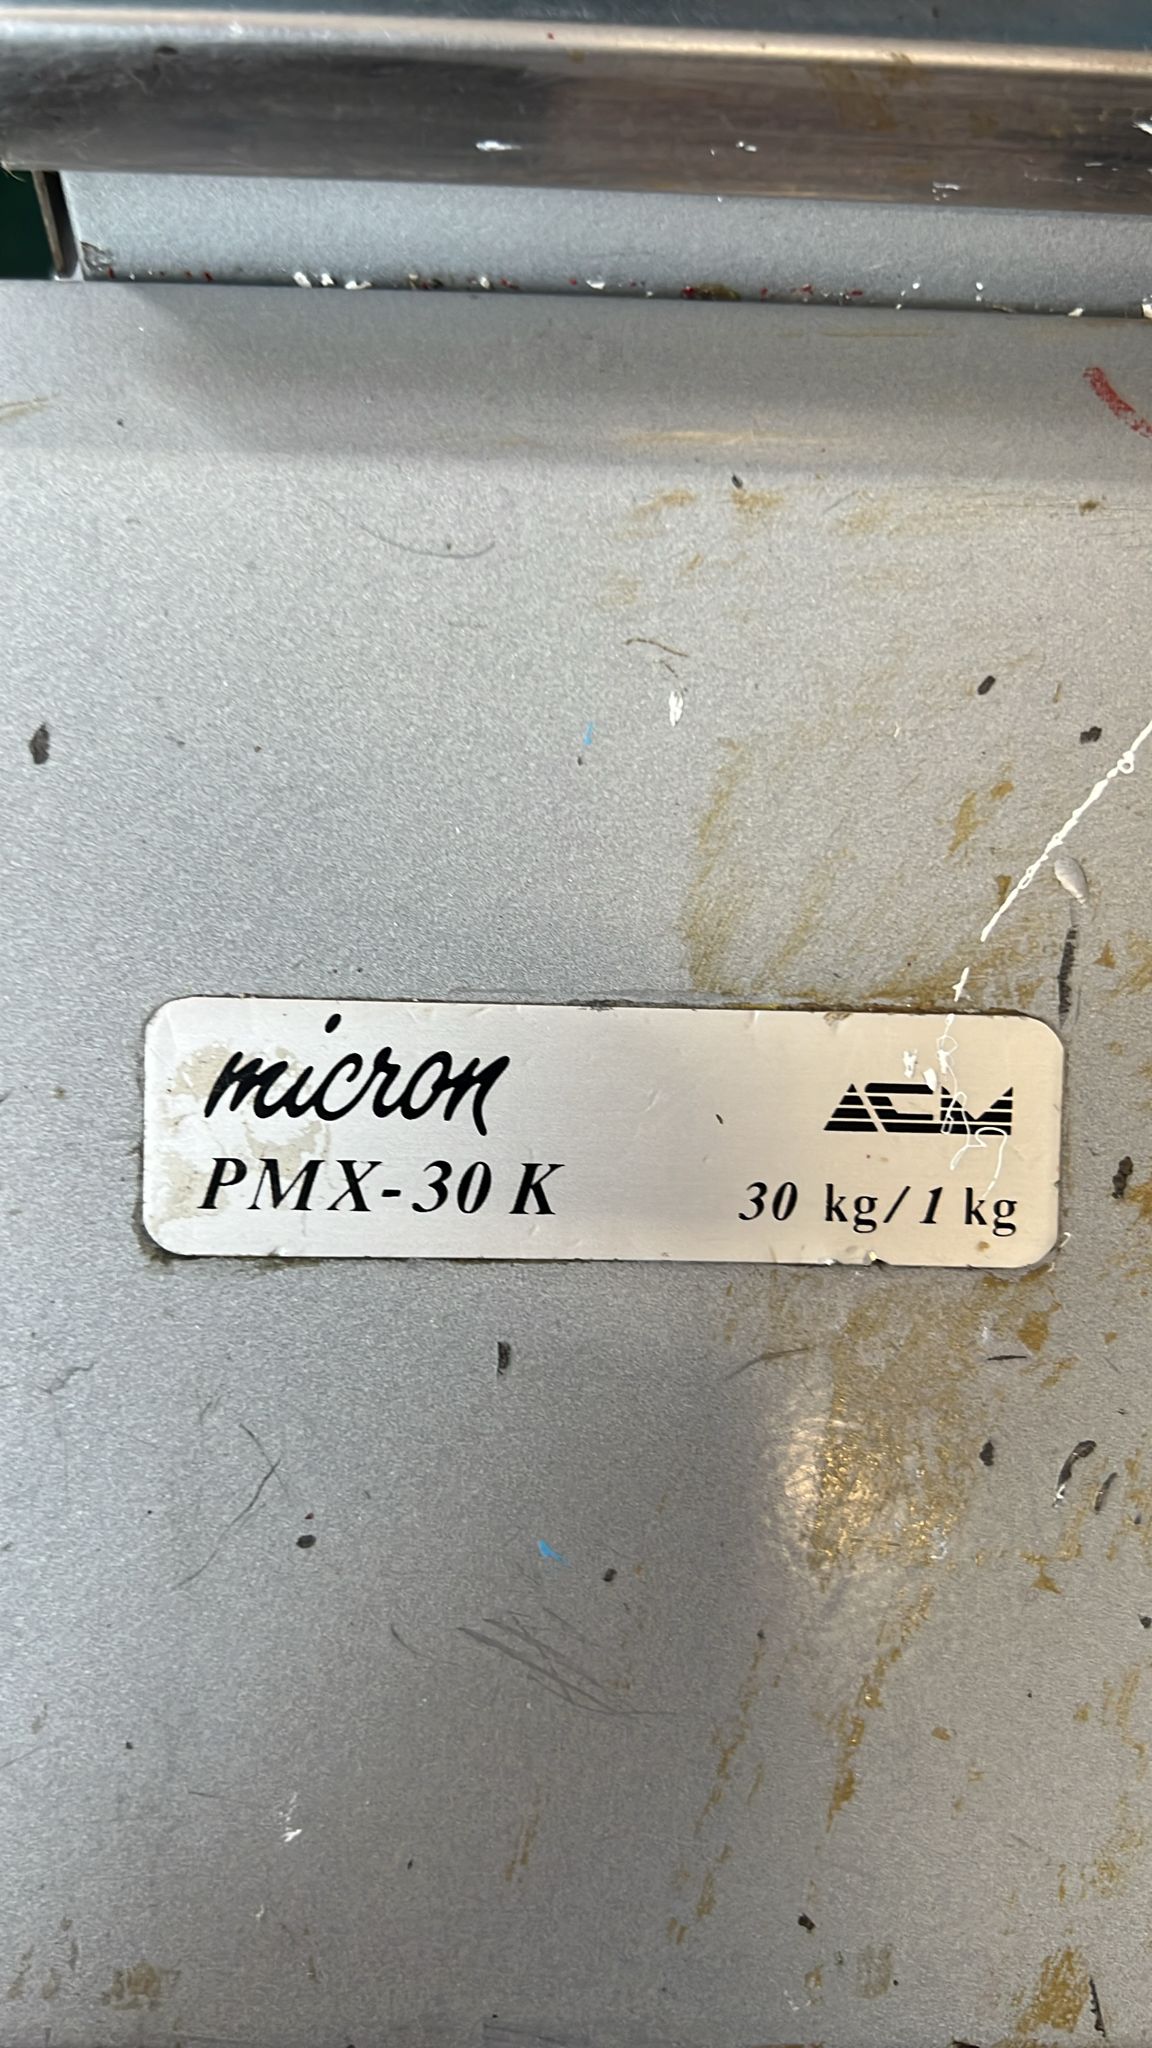 micron
ACM
PMX-30 K
30 kg/1 kg